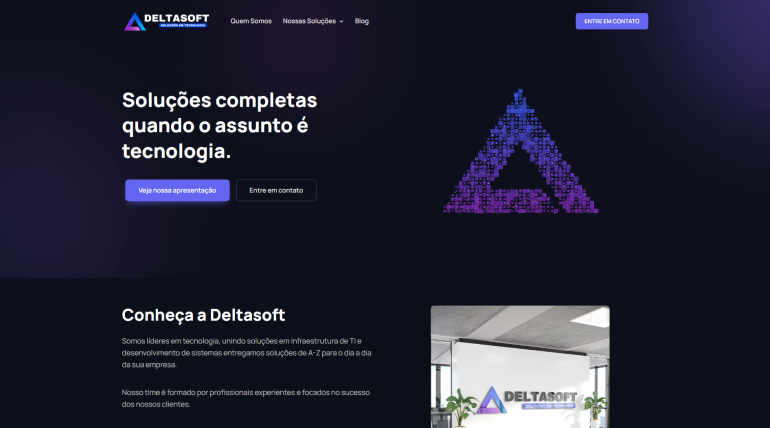 DELTASOFT
SOLUÇÕES EM TECNOLOGIA
Quem Somos
Nossas Soluções
Blog
ENTRE EM CONTATO
Soluções completas
quando o assunto é
tecnologia.
Veja nossa apresentação
Entre em contato
Conheça a Deltasoft
Somos líderes em tecnologia, unindo soluções em infraestrutura de TI e
desenvolvimento de sistemas entregamos soluções de A-Z para o dia a dia
da sua empresa.
Nosso time é formado por profissionais experientes e focados no sucesso
dos nossos clientes.
DELTASOFT
SOLUÇÕES EM TECNOLOGIA